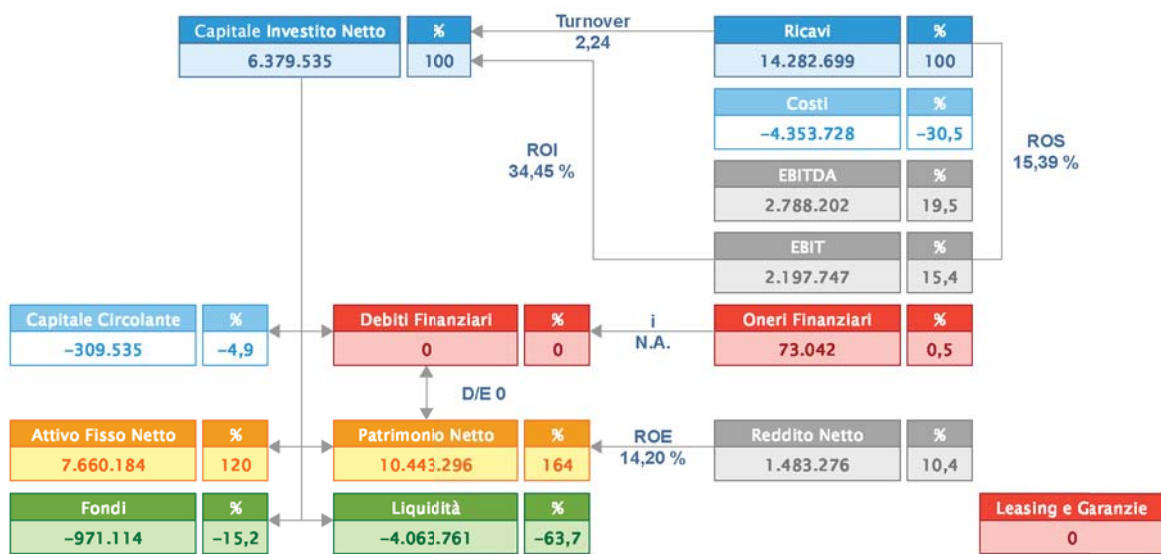 Capitale Investito Netto %
6.379.535 100
Turnover
2,24
Ricavi %
14.282.699 100
Costi %
-4.353.728 -30,5
ROI
34,45 %
ROS
15,39 %
EBITDA %
2.788.202 19,5
EBIT %
2.197.747 15,4
Capitale Circolante %
-309.535 -4,9
Debiti Finanziari %
0 0
i
N.A.
Oneri Finanziari %
73.042 0,5
D/E 0
Attivo Fisso Netto %
7.660.184 120
Patrimonio Netto %
10.443.296 164
ROE
14,20 %
Reddito Netto %
1.483.276 10,4
Fondi %
-971.114 -15,2
Liquidità %
-4.063.761 -63,7
Leasing e Garanzie
0